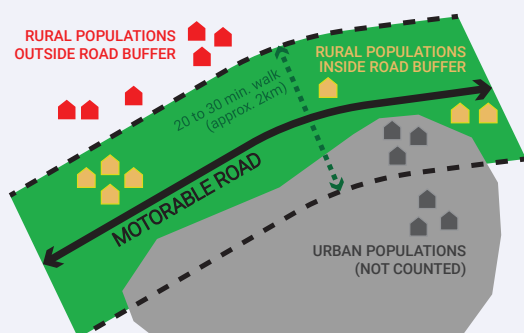 RURAL POPULATIONS
OUTSIDE ROAD BUFFER
RURAL POPULATIONS
INSIDE ROAD BUFFER
20 to 30 min. walk
(approx. 2km)
MOTORABLE ROAD
URBAN POPULATIONS
(NOT COUNTED)